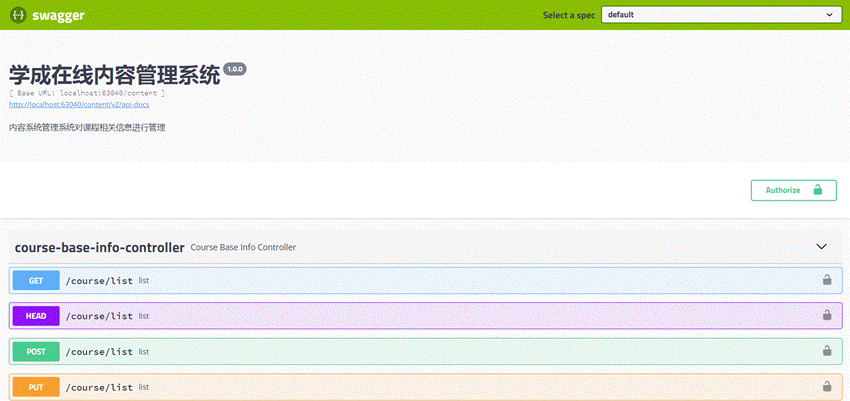 swagger
Select a spec default
学成在线内容管理系统 1.0.0
[ Base URL: localhost:63040/content ]
http://localhost:63040/content/v2/api-docs
内容系统管理系统对课程相关信息进行管理
Authorize
course-base-info-controller Course Base Info Controller
GET /course/list list
HEAD /course/list list
POST /course/list list
PUT /course/list list